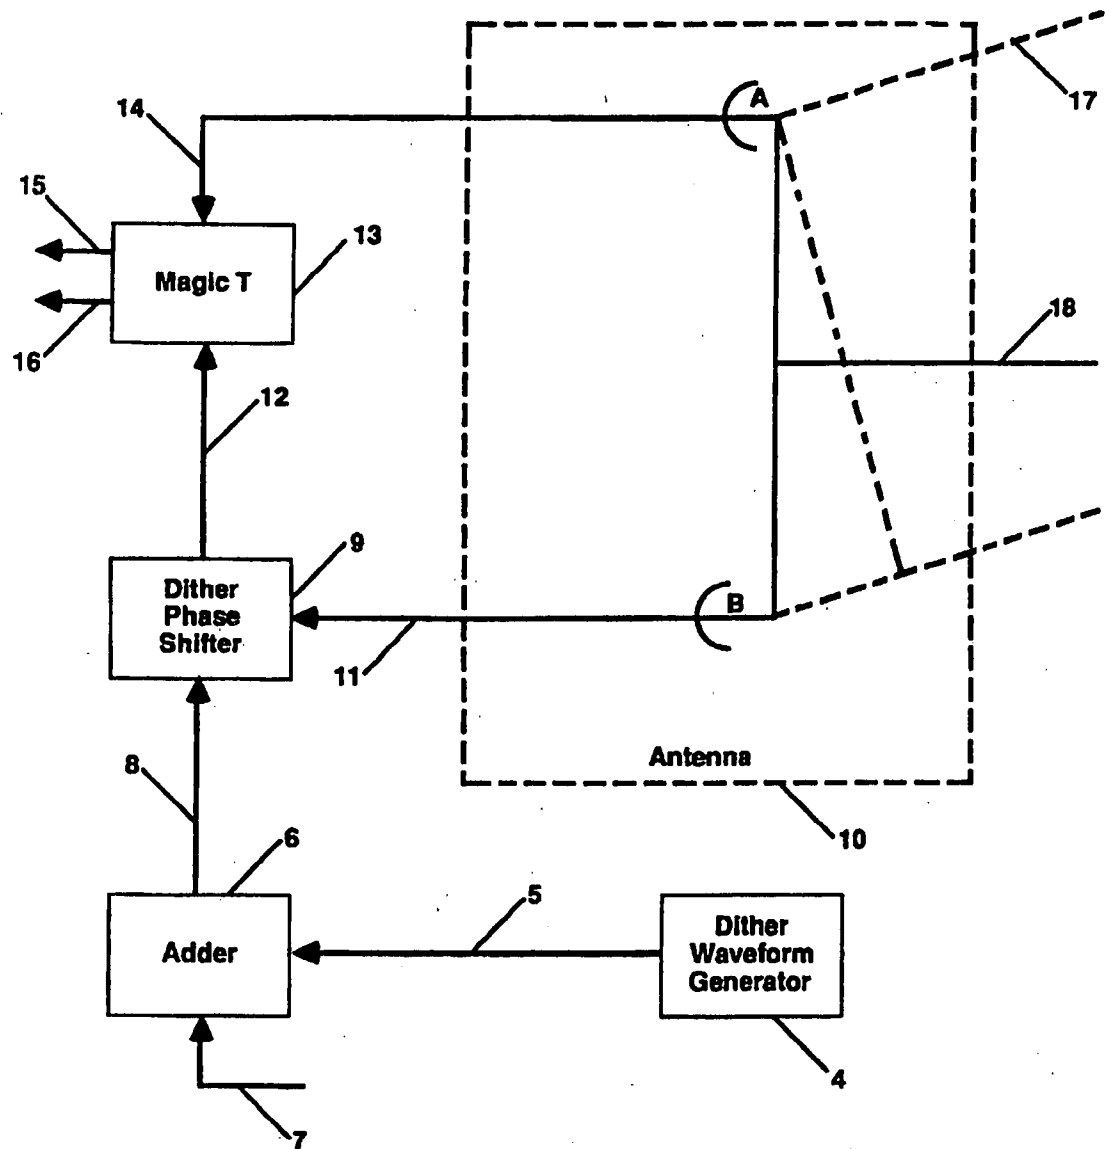 17
A
14
15
Magic T
13
16
18
12
9
Dither
Phase
Shifter
B
11
Antenna
8
10
6
5
Adder
Dither
Waveform
Generator
4
7